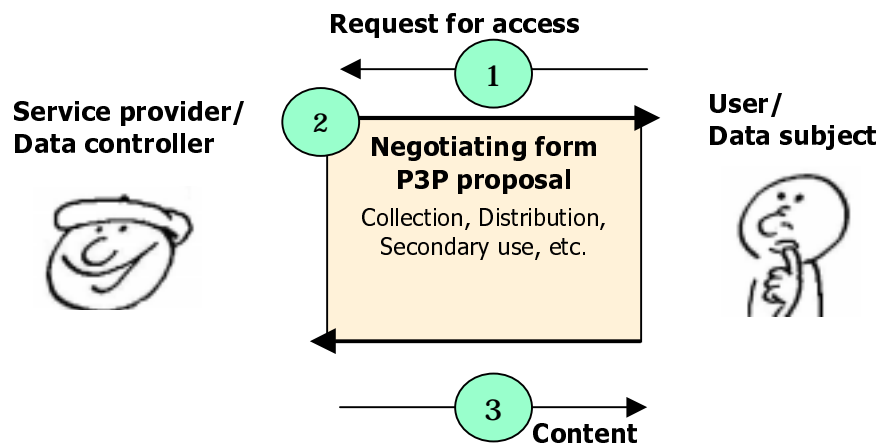 Request for access
1
Service provider/
Data controller
2
User/
Data subject
Negotiating form
P3P proposal
Collection, Distribution,
Secondary use, etc.
3
Content